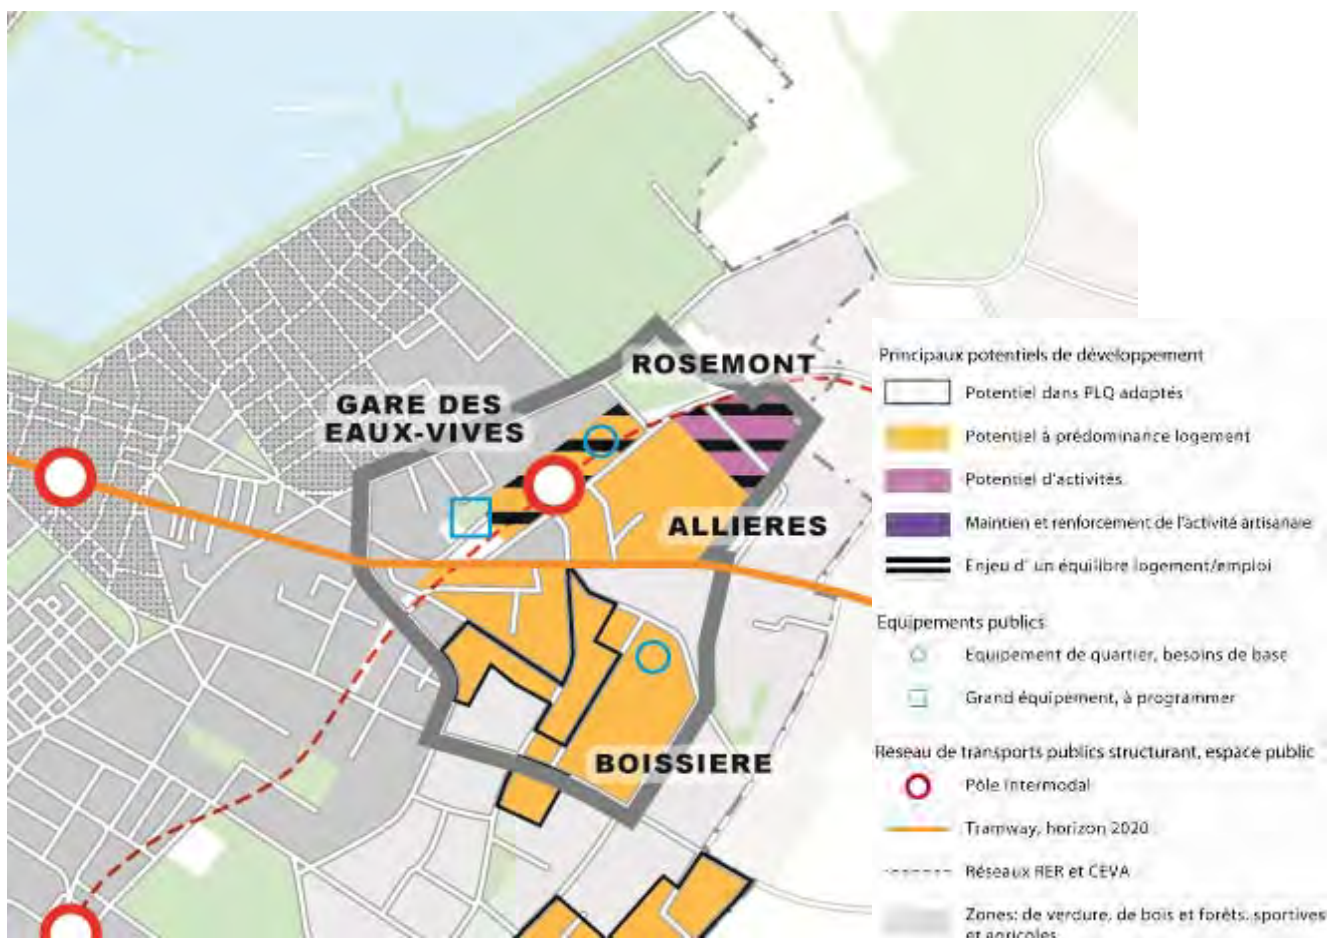 ROSEMONT
GARE DES
EAUX-VIVES
ALLIERES
BOISSIERE
Principaux potentiels de développement
Potentiel dans PLQ adoptés
Potentiel à prédominance logement
Potentiel d'activités
Maintien et renforcement de l'activité artisanale
Enjeu d' un équilibre logement/emploi
Equipements publics
Equipement de quartier, besoins de base
Grand équipement, à programmer
Réseau de transports publics structurant, espace public
Pôle Intermodal
Tramway, horizon 2020
Réseaux RER et CEVA
Zones: de verdure, de bois et forêts, sportives
et agricoles